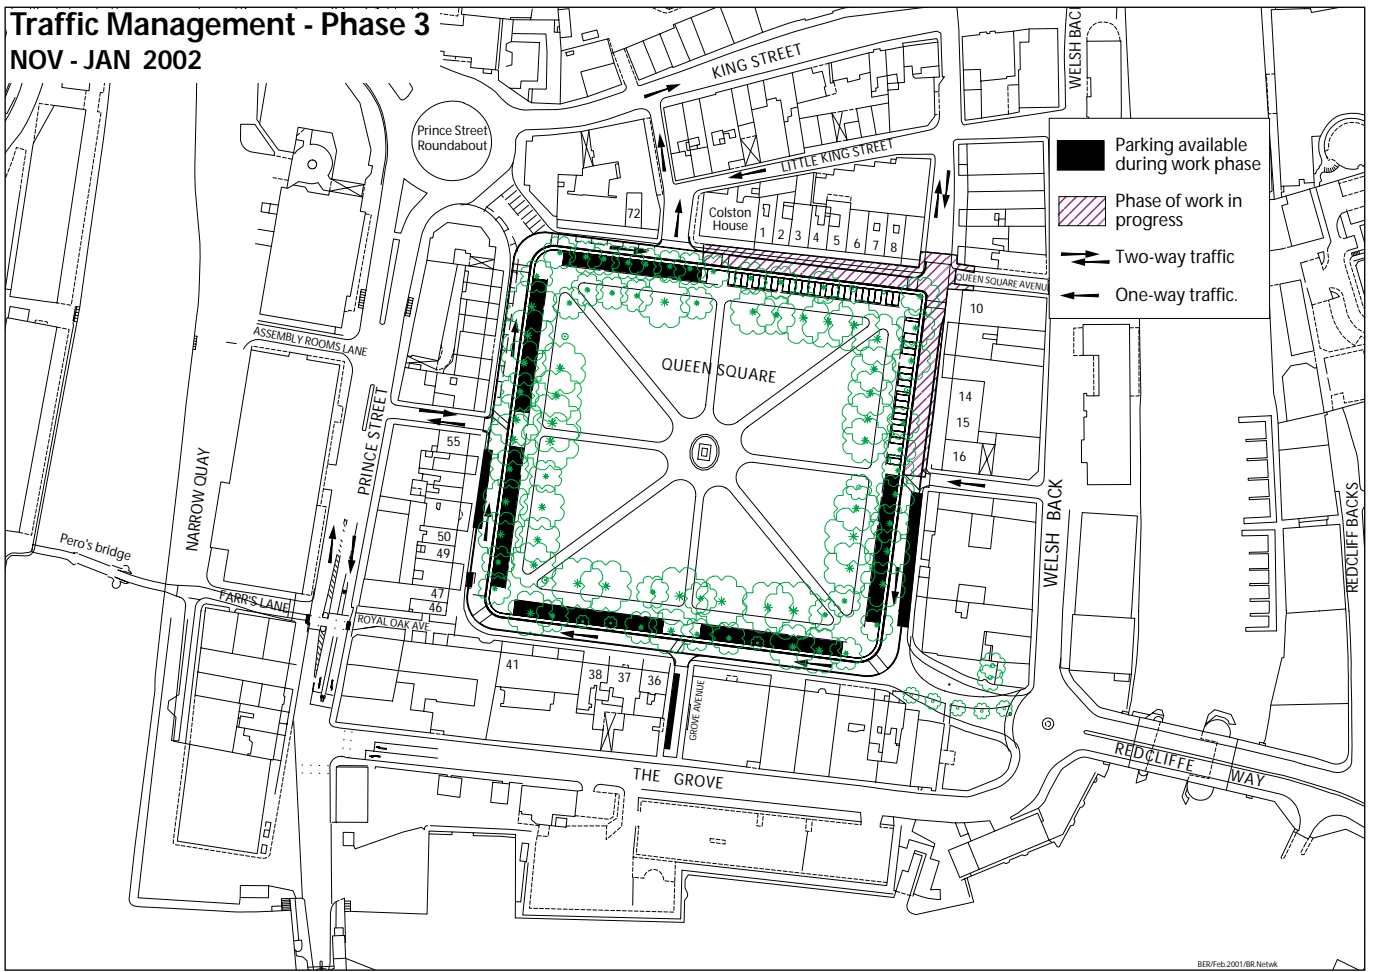 Traffic Management - Phase 3
NOV - JAN 2002
KING STREET
WELSH BACK
Prince Street
Roundabout
LITTLE KING STREET
Parking available
during work phase
Phase of work in
progress
Two-way traffic
One-way traffic.
72
Colston
House
1 2 3 4 5 6 7 8
QUEEN SQUARE AVENUE
10
ASSEMBLY ROOMS LANE
QUEEN SQUARE
14
15
16
PRINCE STREET
55
NARROW QUAY
50
49
47
46
WELSH BACK
REDCLIFF BACKS
Pero's bridge
FARR'S LANE
ROYAL OAK AVE
41
38
37
36
GROVE AVENUE
THE GROVE
REDCLIFFE WAY
BER/Feb.2001/BR.Netwk